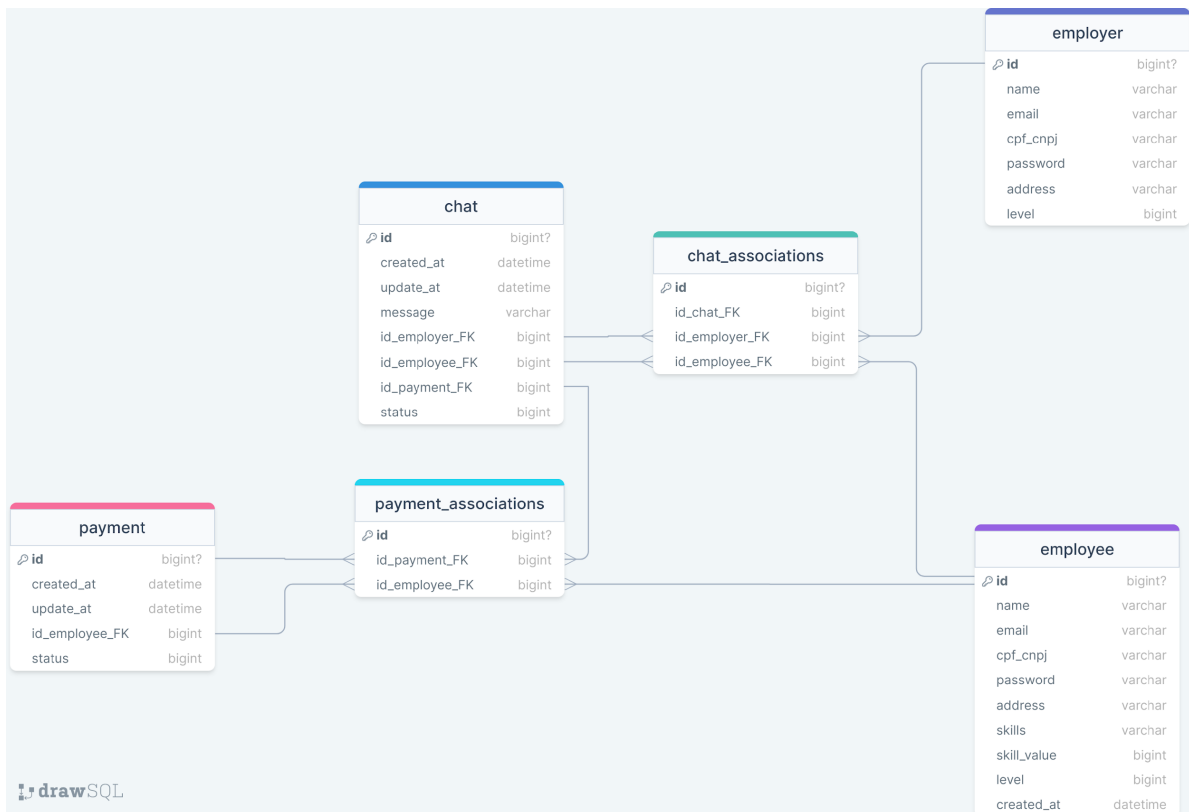 employer
id bigint?
name varchar
email varchar
cpf_cnpj varchar
password varchar
address varchar
level bigint
chat
id bigint?
created_at datetime
update_at datetime
message varchar
id_employer_FK bigint
id_employee_FK bigint
id_payment_FK bigint
status bigint
chat_associations
id bigint?
id_chat_FK bigint
id_employer_FK bigint
id_employee_FK bigint
payment
id bigint?
created_at datetime
update_at datetime
id_employee_FK bigint
status bigint
payment_associations
id bigint?
id_payment_FK bigint
id_employee_FK bigint
employee
id bigint?
name varchar
email varchar
cpf_cnpj varchar
password varchar
address varchar
skills varchar
skill_value bigint
level bigint
created_at datetime
drawSQL